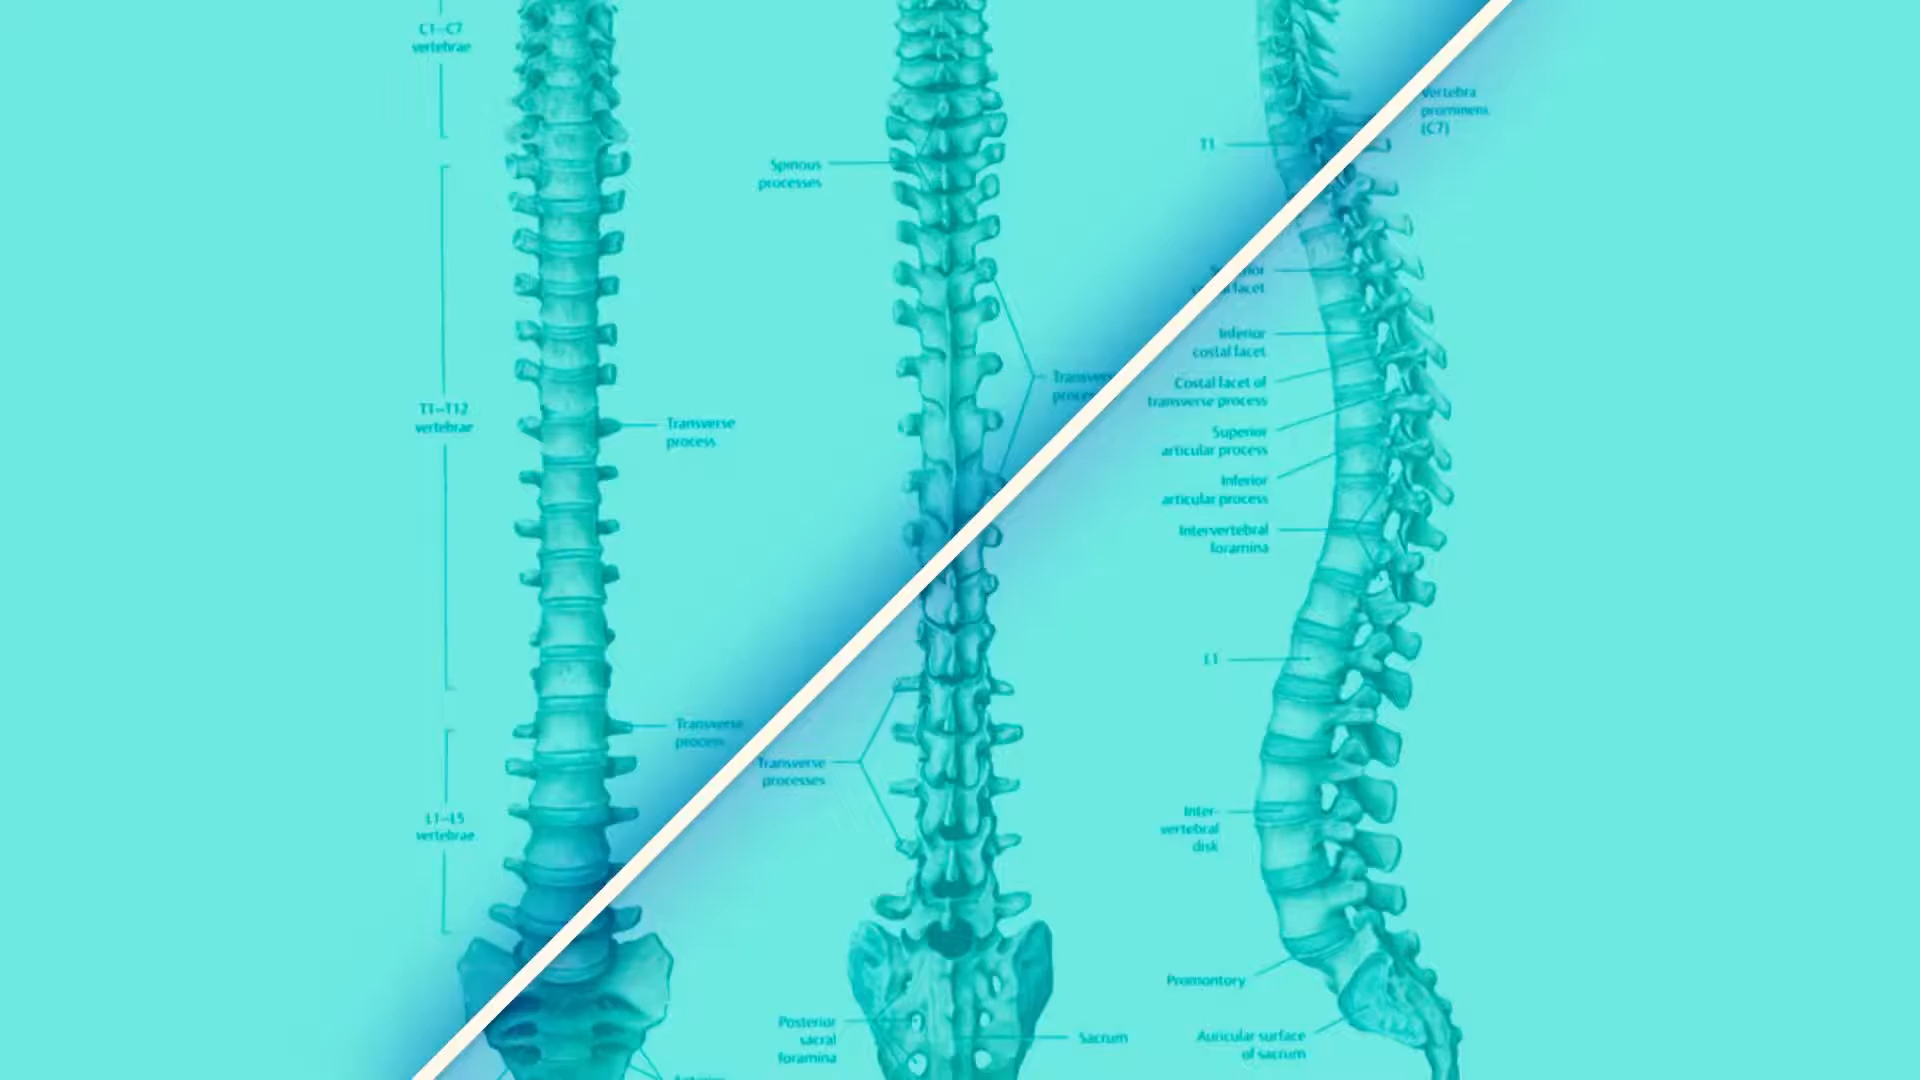 C1–C7
vertebrae
T1–T12
vertebrae
L1–L5
vertebrae
Transverse
process
Transverse
process
Spinous
processes
Transverse
Transverse
processes
Posterior
sacral
foramina
Sacrum
Vertebra
prominens
(C7)
T1
Inferior
costal facet
Costal facet of
transverse process
Superior
articular process
Inferior
articular process
Intervertebral
foramina
L1
Inter-
vertebral
disk
Promontory
Auricular surface
of sacrum